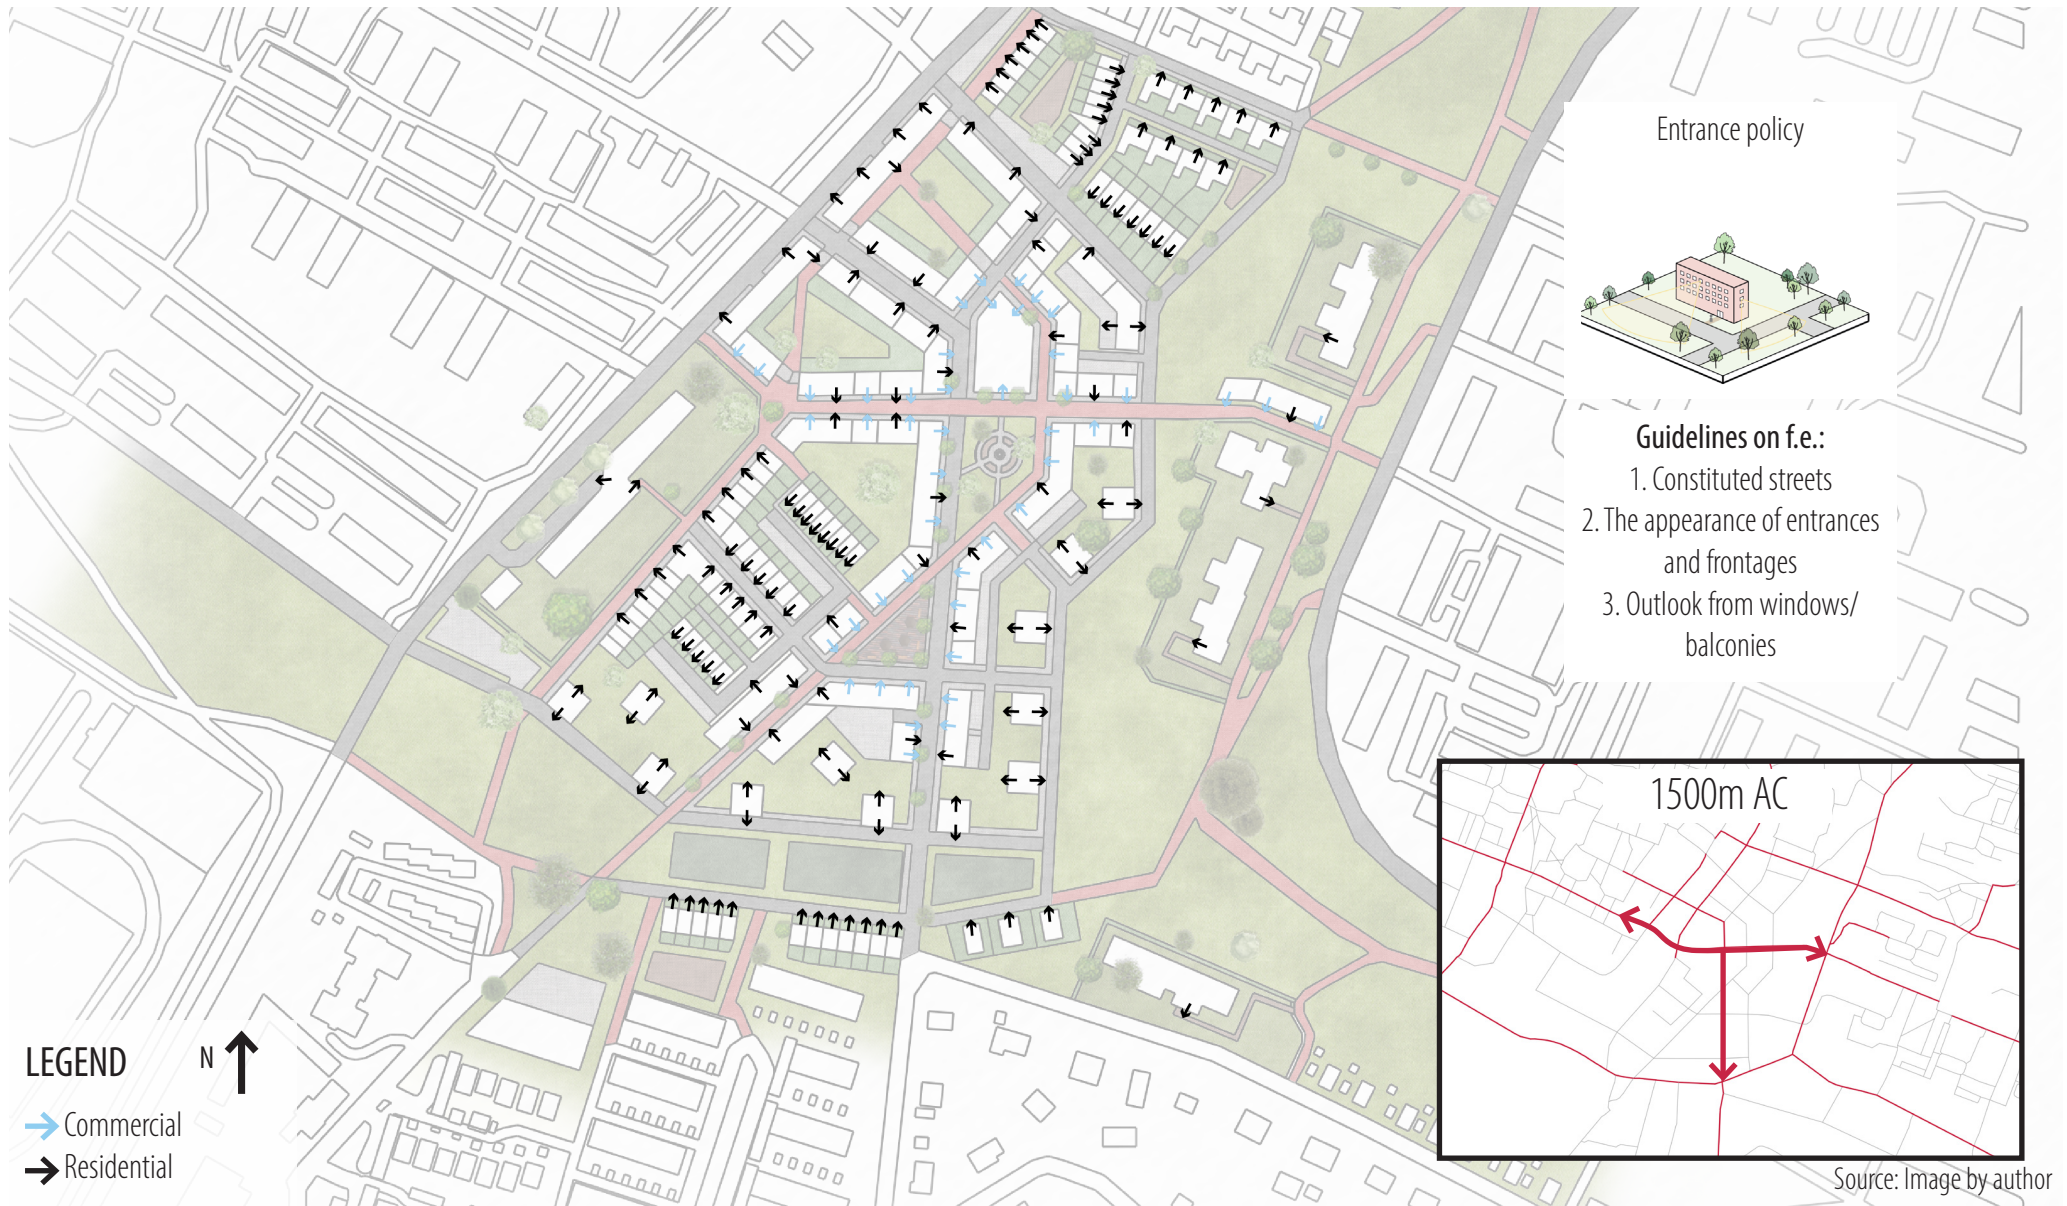 Entrance policy
Guidelines on f.e.:
1. Constituted streets
2. The appearance of entrances
and frontages
3. Outlook from windows/
balconies
1500m AC
LEGEND
N
Commercial
Residential
Source: Image by author